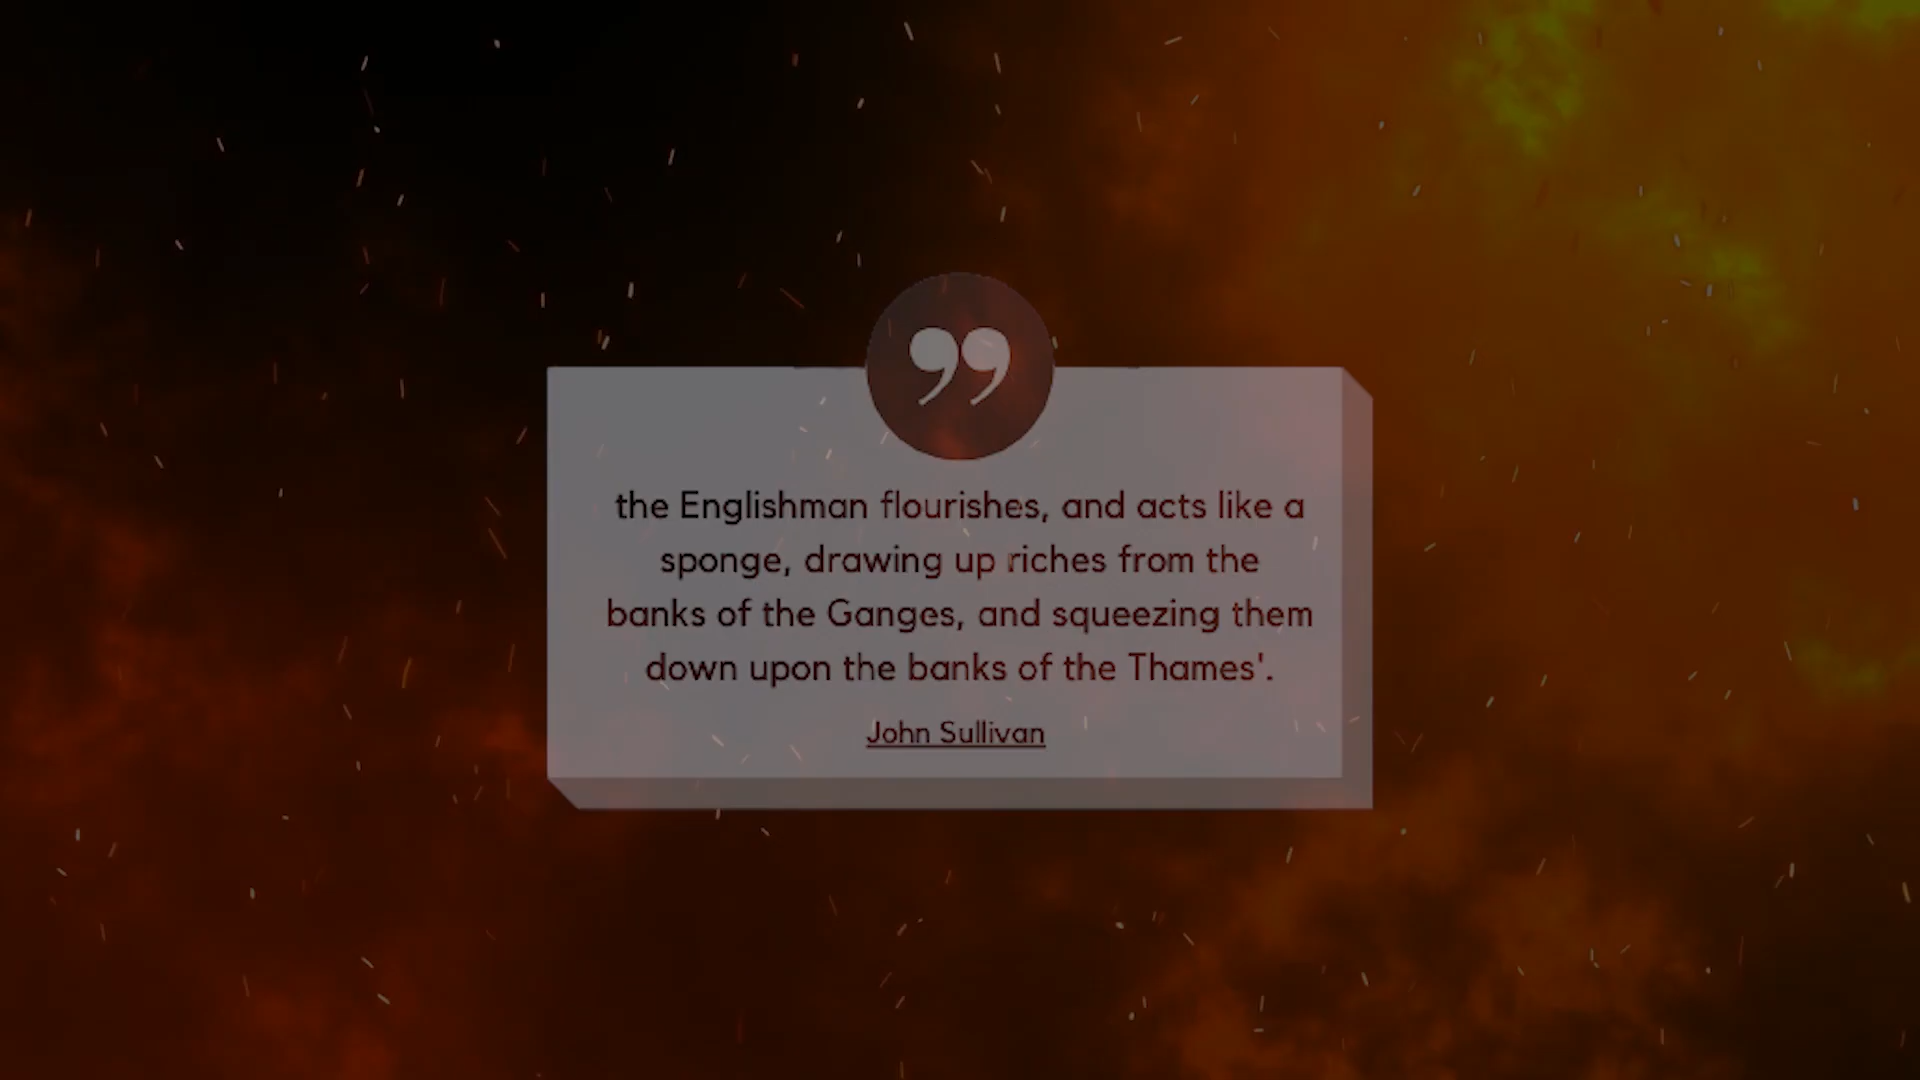 ”
the Englishman flourishes, and acts like a
sponge, drawing up riches from the
banks of the Ganges, and squeezing them
down upon the banks of the Thames'.
John Sullivan